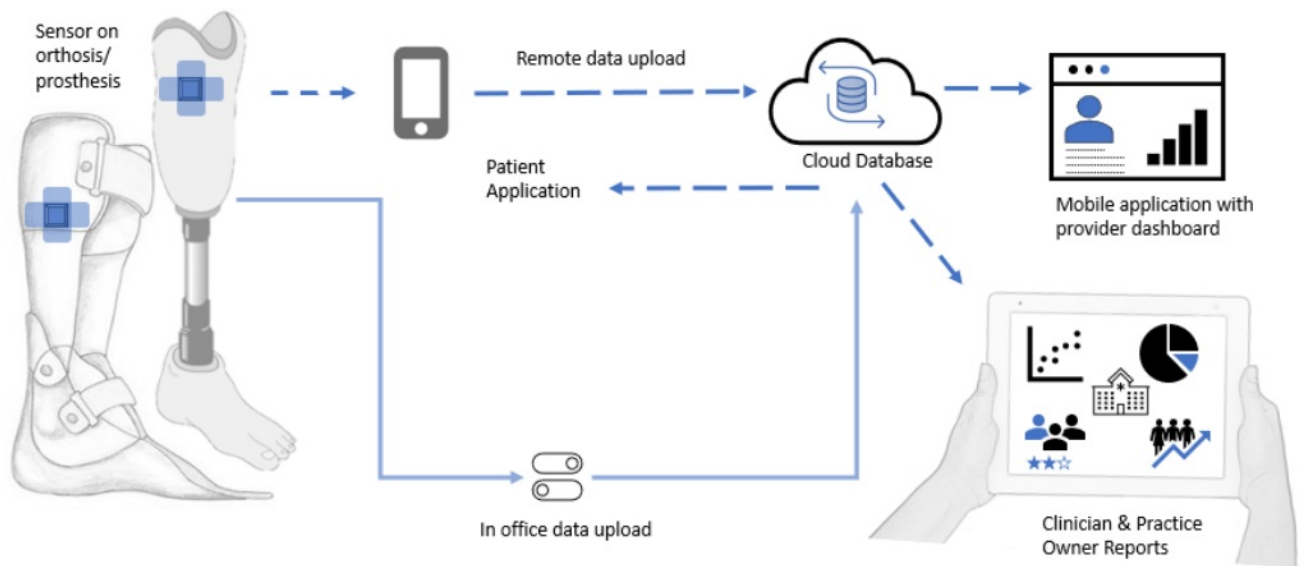 Sensor on
orthosis/
prosthesis
Remote data upload
Cloud Database
Patient
Application
Mobile application with
provider dashboard
In office data upload
Clinician & Practice
Owner Reports